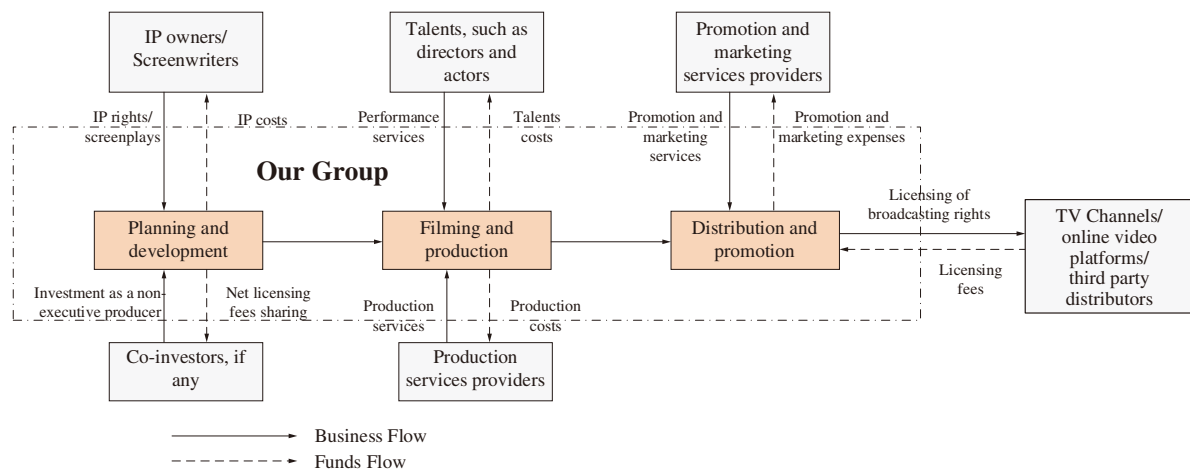 IP owners/
Screenwriters
Talents, such as
directors and
actors
Promotion and
marketing
services providers
IP rights/
screenplays
IP costs
Performance
services
Talents
costs
Promotion and
marketing
services
Promotion and
marketing expenses
Our Group
Planning and
development
Filming and
production
Distribution and
promotion
Licensing of
broadcasting rights
Licensing
fees
TV Channels/
online video
platforms/
third party
distributors
Investment as a non-
executive producer
Net licensing
fees sharing
Production
services
Production
costs
Co-investors, if
any
Production
services providers
Business Flow
Funds Flow